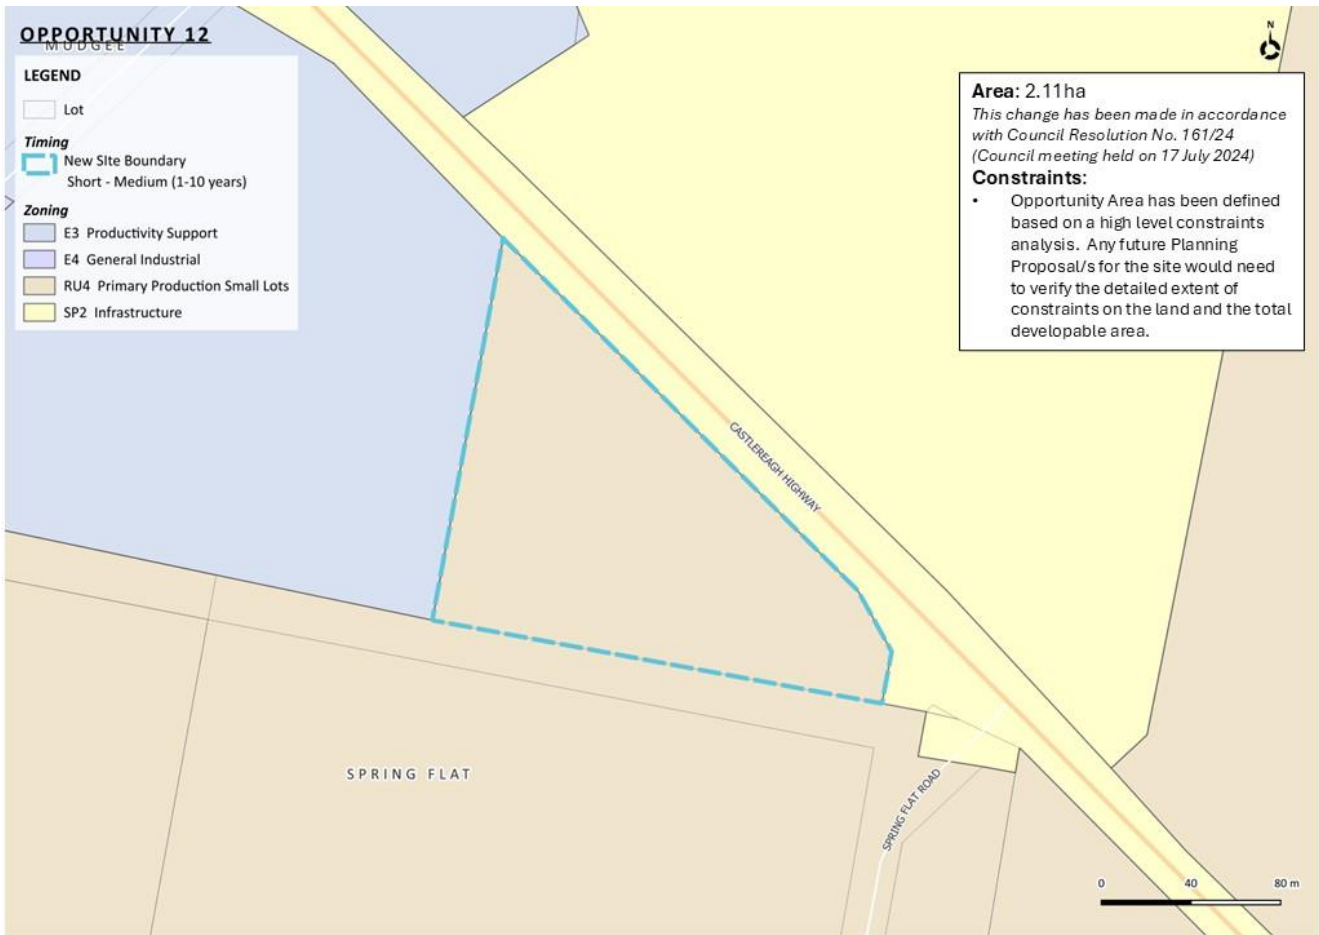 OPPORTUNITY 12
MUDGEE
LEGEND
Lot
Timing
New SIte Boundary
Short - Medium (1-10 years)
Zoning
E3 Productivity Support
E4 General Industrial
RU4 Primary Production Small Lots
SP2 Infrastructure
N
Area: 2.11ha
This change has been made in accordance
with Council Resolution No. 161/24
(Council meeting held on 17 July 2024)
Constraints:
• Opportunity Area has been defined
based on a high level constraints
analysis. Any future Planning
Proposal/s for the site would need
to verify the detailed extent of
constraints on the land and the total
developable area.
CASTLEREAGH HIGHWAY
SPRING FLAT
SPRING FLAT ROAD
0 40 80 m